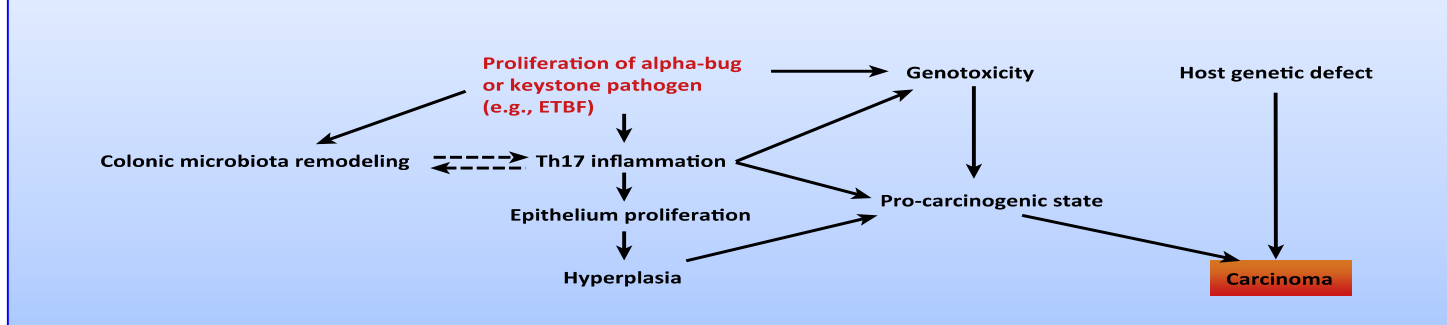 Proliferation of alpha-bug
or keystone pathogen
(e.g., ETBF)
Genotoxicity
Host genetic defect
Colonic microbiota remodeling
Th17 inflammation
Pro-carcinogenic state
Epithelium proliferation
Hyperplasia
Carcinoma